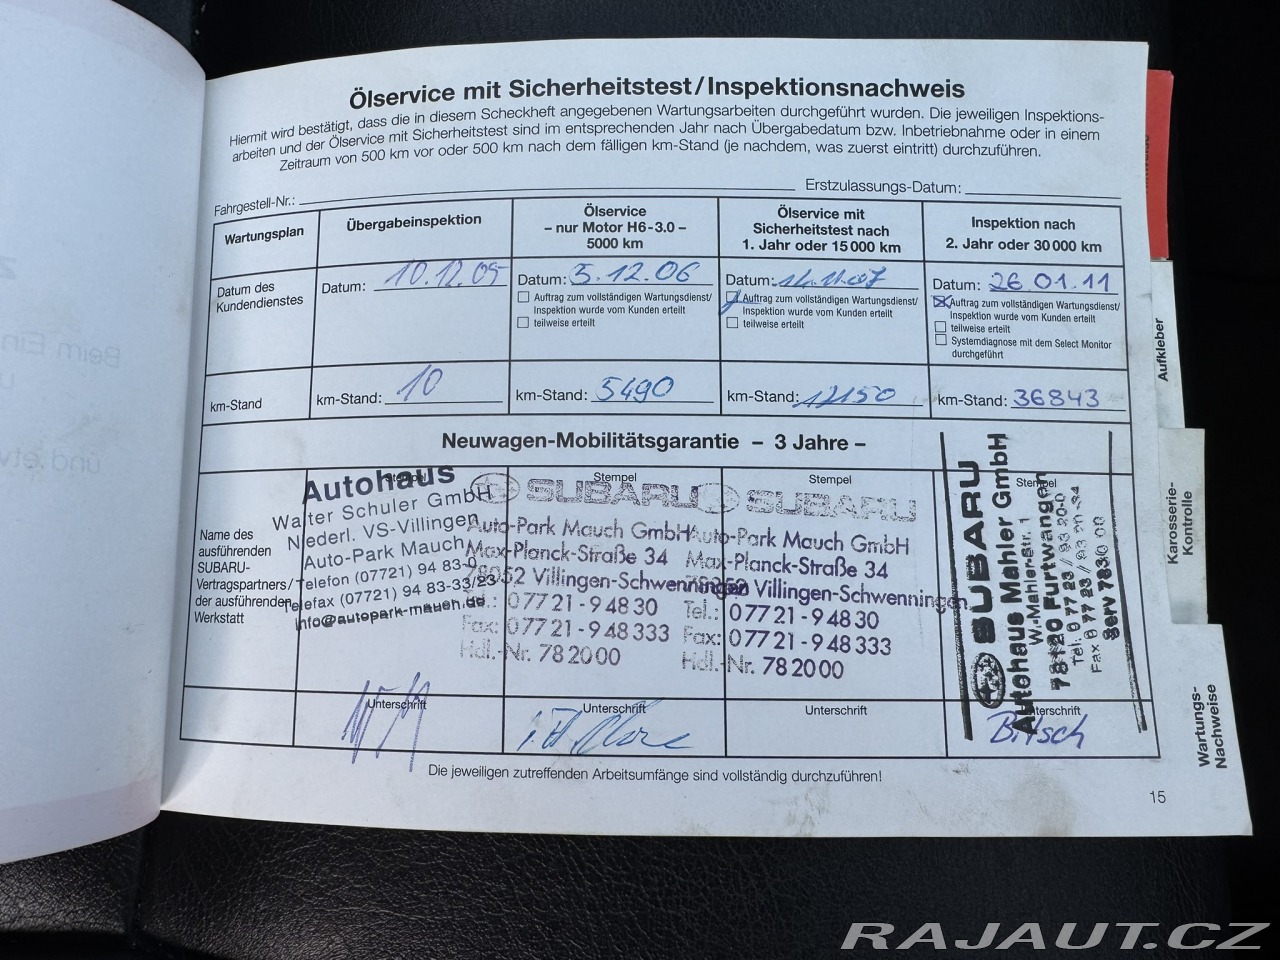 Ölservice mit Sicherheitstest/Inspektionsnachweis
Hiermit wird bestätigt, dass die in diesem Scheckheft angegebenen Wartungsarbeiten durchgeführt wurden. Die jeweiligen Inspektions-
arbeiten und der Ölservice mit Sicherheitstest sind im entsprechenden Jahr nach Übergabedatum bzw. Inbetriebnahme oder in einem
Zeitraum von 500 km vor oder 500 km nach dem fälligen km-Stand (je nachdem, was zuerst eintritt) durchzuführen.
Fahrgestell-Nr.:
Erstzulassungs-Datum:
Wartungsplan
Übergabeinspektion
Ölservice
– nur Motor H6-3.0 –
5000 km
Ölservice mit
Sicherheitstest nach
1. Jahr oder 15 000 km
Inspektion nach
2. Jahr oder 30 000 km
Datum des
Kundendienstes
Datum: 10.12.05
Datum: 5.12.06
Auftrag zum vollständigen Wartungsdienst/
Inspektion wurde vom Kunden erteilt
teilweise erteilt
Datum: 11.07
Auftrag zum vollständigen Wartungsdienst/
Inspektion wurde vom Kunden erteilt
teilweise erteilt
Datum: 26.01.11
Auftrag zum vollständigen Wartungsdienst/
Inspektion wurde vom Kunden erteilt
teilweise erteilt
Systemdiagnose mit dem Select Monitor
durchgeführt
km-Stand
km-Stand: 10
km-Stand: 5490
km-Stand: 12150
km-Stand: 36843
Neuwagen-Mobilitätsgarantie – 3 Jahre –
Name des
ausführenden
SUBARU-
Vertragspartners/
der ausführenden
Werkstatt
Stempel
Autohaus
Walter Schuler GmbH
Niederl. VS-Villingen
Auto-Park Mauch
Telefon (07721) 94 83-0
Telefax (07721) 94 83-33/23
info@autopark-mauch.de
Stempel
SUBARU
Auto-Park Mauch GmbH
Max-Planck-Straße 34
78052 Villingen-Schwenningen
Tel.: 07721-94830
Fax: 07721-948333
Hdl.-Nr. 782000
Stempel
SUBARU
Auto-Park Mauch GmbH
Max-Planck-Straße 34
78052 Villingen-Schwenningen
Tel.: 07721-94830
Fax: 07721-948333
Hdl.-Nr. 782000
Stempel
SUBARU
Autohaus Mahler GmbH
78120 Furtwangen
Unterschrift
Unterschrift
Unterschrift
Unterschrift
Die jeweiligen zutreffenden Arbeitsumfänge sind vollständig durchzuführen!
15
Aufkleber
Karosserie-
Kontrolle
Wartungs-
Nachweise
RAJAUT.CZ